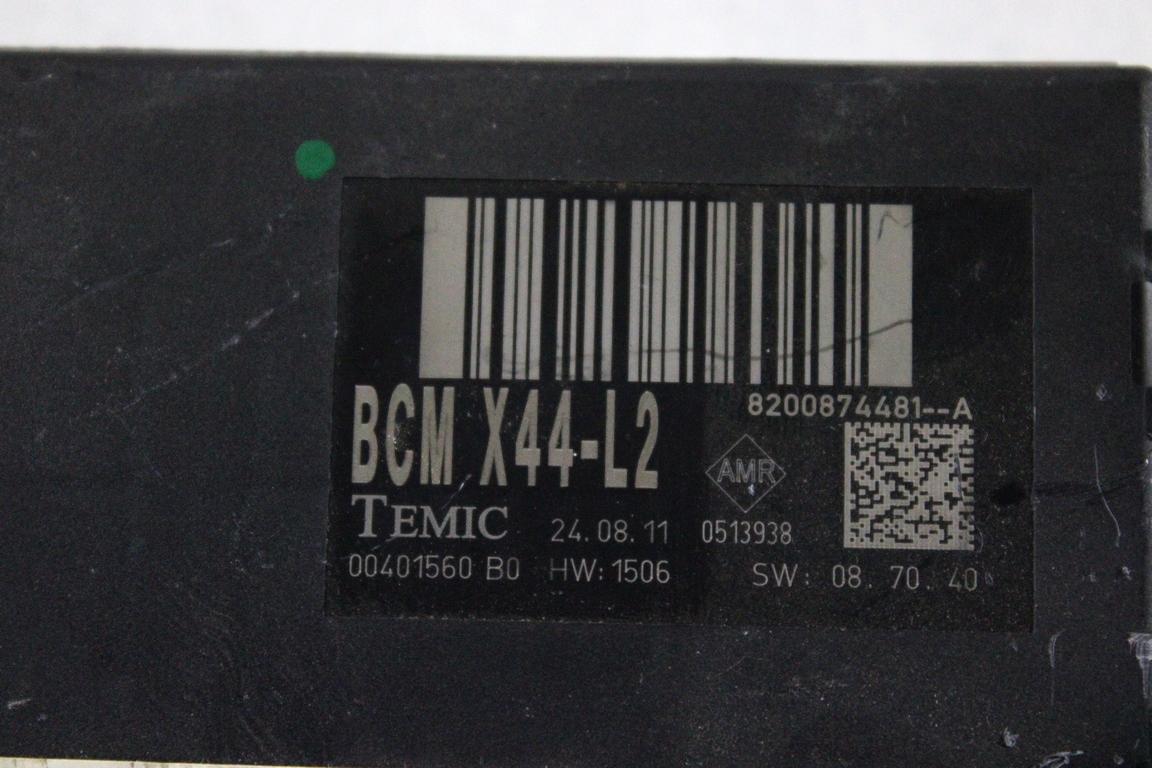 8200874481--A
BCM X44-L2
AMR
TEMIC 24.08.11 0513938
00401560 B0 HW:1506 SW: 08.70.40